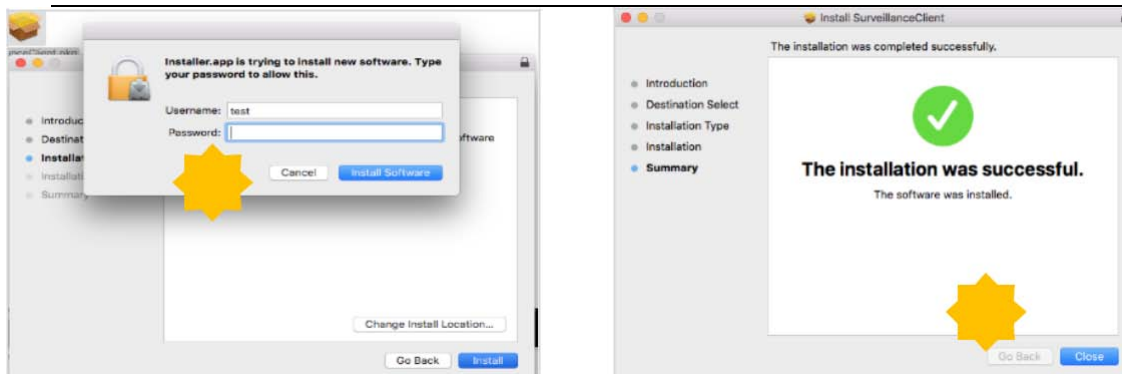 Installer.app is trying to install new software. Type
your password to allow this.
Username: test
Password:
Cancel
Install Software
Introduc
Destinat
Installat
Installati
Summary
ftware
Change Install Location...
Go Back
Install
Install SurveillanceClient
The installation was completed successfully.
Introduction
Destination Select
Installation Type
Installation
Summary
The installation was successful.
The software was installed.
Go Back
Close